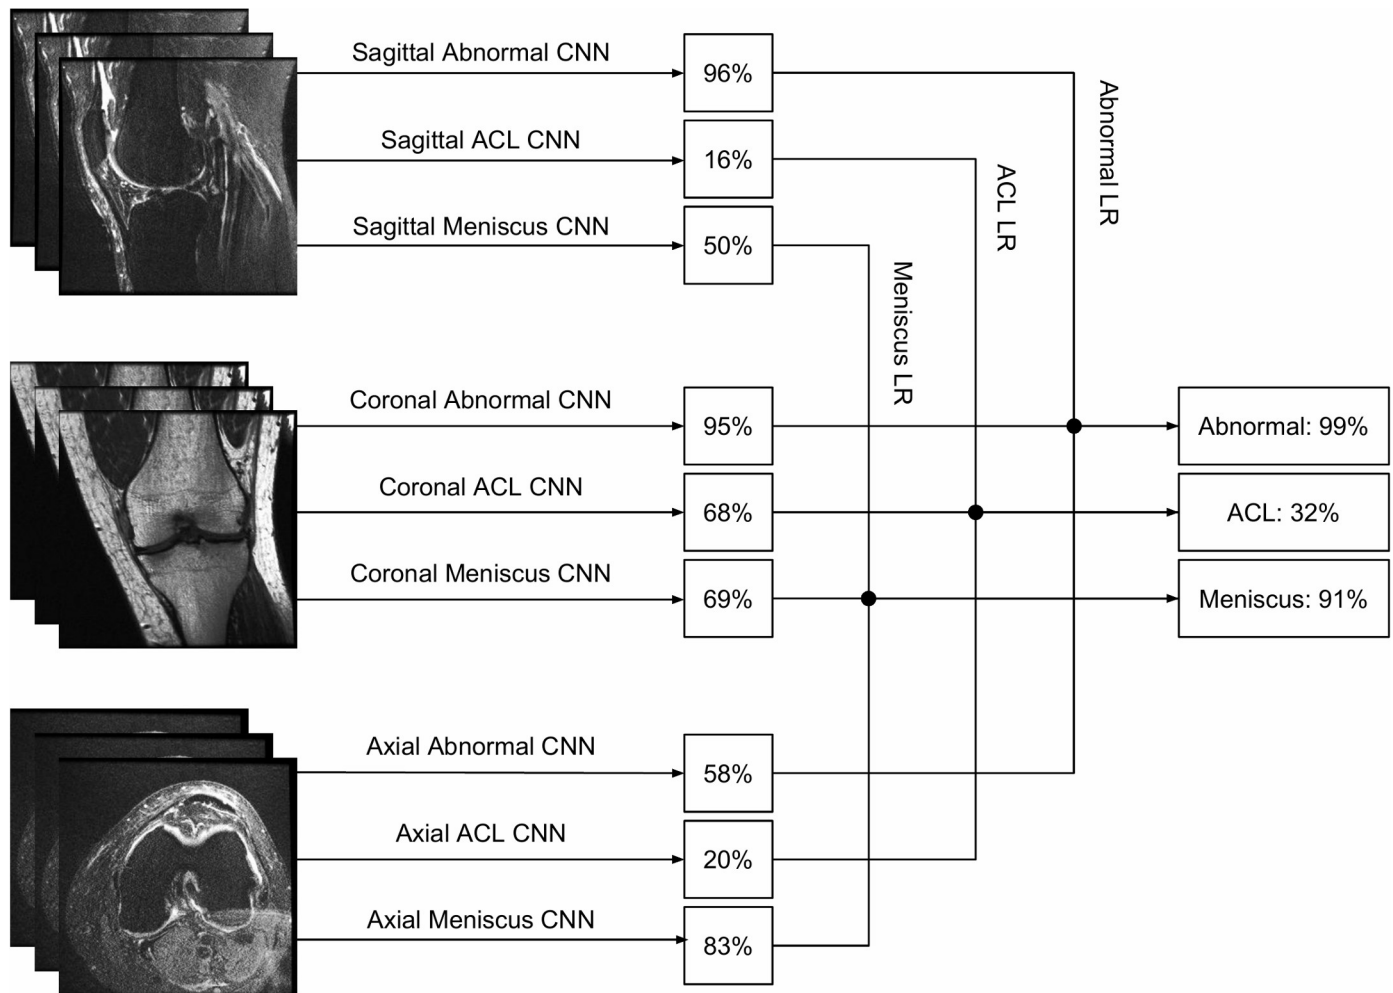 Sagittal Abnormal CNN
96%
Sagittal ACL CNN
16%
Sagittal Meniscus CNN
50%
Abnormal LR
ACL LR
Meniscus LR
Coronal Abnormal CNN
95%
Abnormal: 99%
Coronal ACL CNN
68%
ACL: 32%
Coronal Meniscus CNN
69%
Meniscus: 91%
Axial Abnormal CNN
58%
Axial ACL CNN
20%
Axial Meniscus CNN
83%